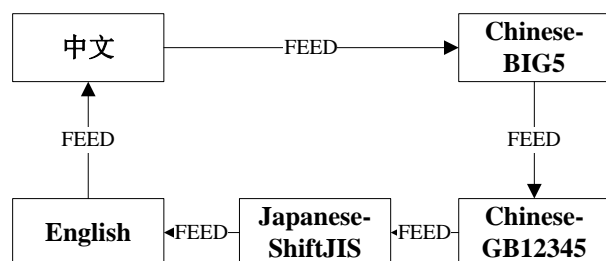 中文
FEED
Chinese-
BIG5
FEED
FEED
English
FEED
Japanese-
ShiftJIS
FEED
Chinese-
GB12345